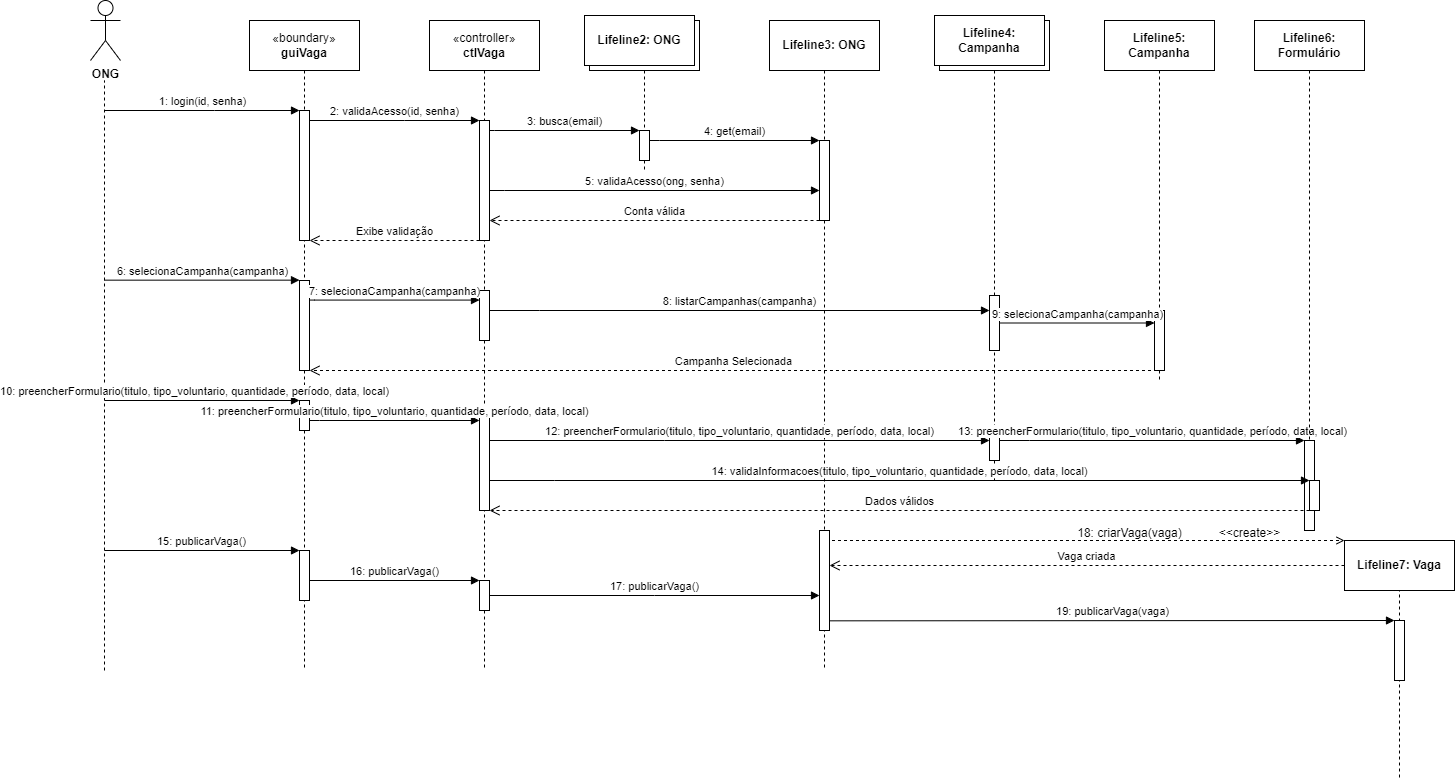 ONG
«boundary»
guiVaga
«controller»
ctlVaga
Lifeline2: ONG
Lifeline3: ONG
Lifeline4:
Campanha
Lifeline5:
Campanha
Lifeline6:
Formulário
1: login(id, senha)
2: validaAcesso(id, senha)
3: busca(email)
4: get(email)
5: validaAcesso(ong, senha)
Conta válida
Exibe validação
6: selecionaCampanha(campanha)
7: selecionaCampanha(campanha)
8: listarCampanhas(campanha)
9: selecionaCampanha(campanha)
Campanha Selecionada
10: preencherFormulario(titulo, tipo_voluntario, quantidade, período, data, local)
11: preencherFormulario(titulo, tipo_voluntario, quantidade, período, data, local)
12: preencherFormulario(titulo, tipo_voluntario, quantidade, período, data, local)
13: preencherFormulario(titulo, tipo_voluntario, quantidade, período, data, local)
14: validaInformacoes(titulo, tipo_voluntario, quantidade, período, data, local)
Dados válidos
15: publicarVaga()
18: criarVaga(vaga) <<create>>
Vaga criada
Lifeline7: Vaga
16: publicarVaga()
17: publicarVaga()
19: publicarVaga(vaga)